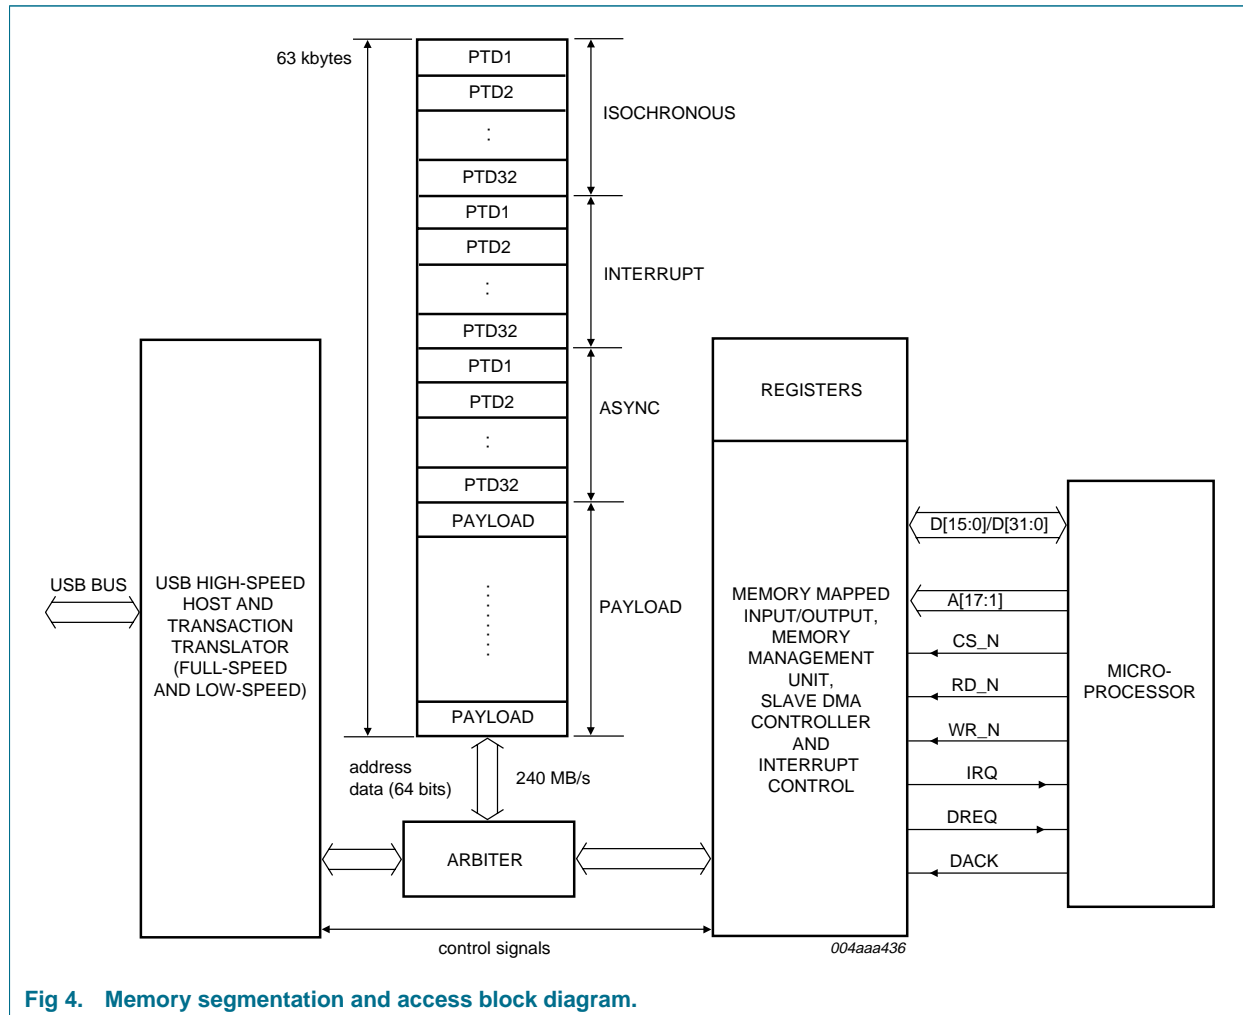 63 kbytes
PTD1
PTD2
:
PTD32
ISOCHRONOUS
PTD1
PTD2
:
PTD32
INTERRUPT
PTD1
PTD2
:
PTD32
ASYNC
PAYLOAD
PAYLOAD
PAYLOAD
USB BUS
USB HIGH-SPEED
HOST AND
TRANSACTION
TRANSLATOR
(FULL-SPEED
AND LOW-SPEED)
address
data (64 bits)
240 MB/s
ARBITER
control signals
REGISTERS
MEMORY MAPPED
INPUT/OUTPUT,
MEMORY
MANAGEMENT
UNIT,
SLAVE DMA
CONTROLLER
AND
INTERRUPT
CONTROL
D[15:0]/D[31:0]
A[17:1]
CS_N
RD_N
WR_N
IRQ
DREQ
DACK
MICRO-
PROCESSOR
004aaa436
Fig 4. Memory segmentation and access block diagram.